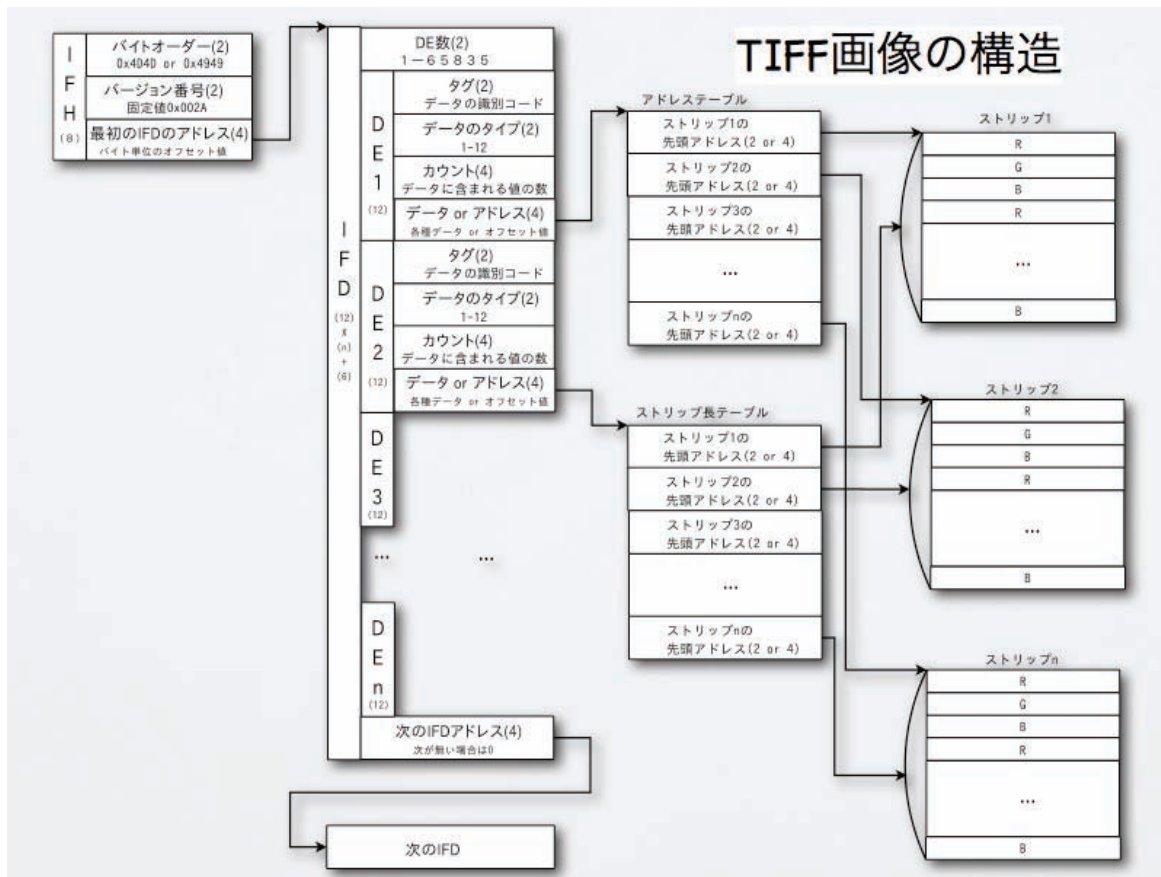 TIFF画像の構造
I
F
H
(8)
バイトオーダー(2)
0x4D4D or 0x4949
バージョン番号(2)
固定値0x002A
最初のIFDのアドレス(4)
バイト単位のオフセット値
I
F
D
(12)
x
(n)
+
(6)
DE数(2)
1－65835
D
E
1
(12)
タグ(2)
データの識別コード
データのタイプ(2)
1-12
カウント(4)
データに含まれる値の数
データ or アドレス(4)
各種データ or オフセット値
D
E
2
(12)
タグ(2)
データの識別コード
データのタイプ(2)
1-12
カウント(4)
データに含まれる値の数
データ or アドレス(4)
各種データ or オフセット値
D
E
3
(12)
...
...
D
E
n
(12)
次のIFDアドレス(4)
次が無い場合は0
次のIFD
アドレステーブル
ストリップ1の
先頭アドレス(2 or 4)
ストリップ2の
先頭アドレス(2 or 4)
ストリップ3の
先頭アドレス(2 or 4)
...
ストリップnの
先頭アドレス(2 or 4)
ストリップ長テーブル
ストリップ1の
先頭アドレス(2 or 4)
ストリップ2の
先頭アドレス(2 or 4)
ストリップ3の
先頭アドレス(2 or 4)
...
ストリップnの
先頭アドレス(2 or 4)
ストリップ1
R
G
B
R
...
B
ストリップ2
R
G
B
R
...
B
ストリップn
R
G
B
R
...
B